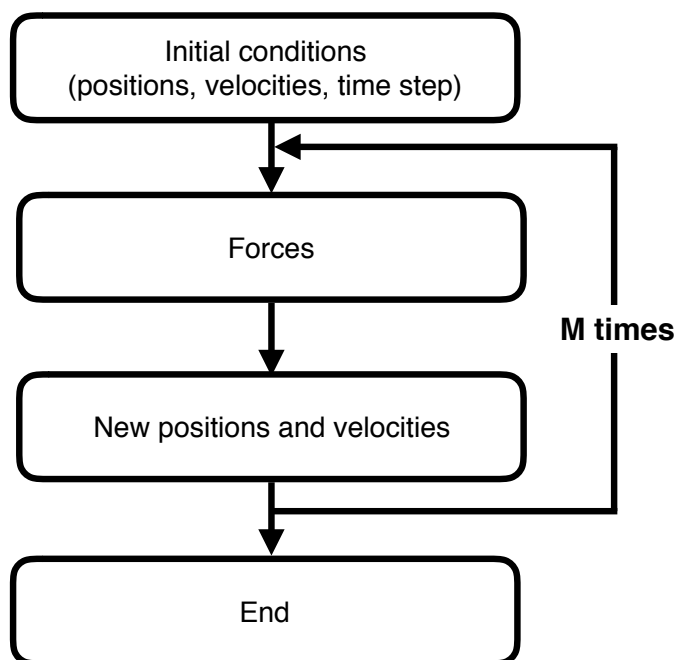 Initial conditions
(positions, velocities, time step)
Forces
M times
New positions and velocities
End